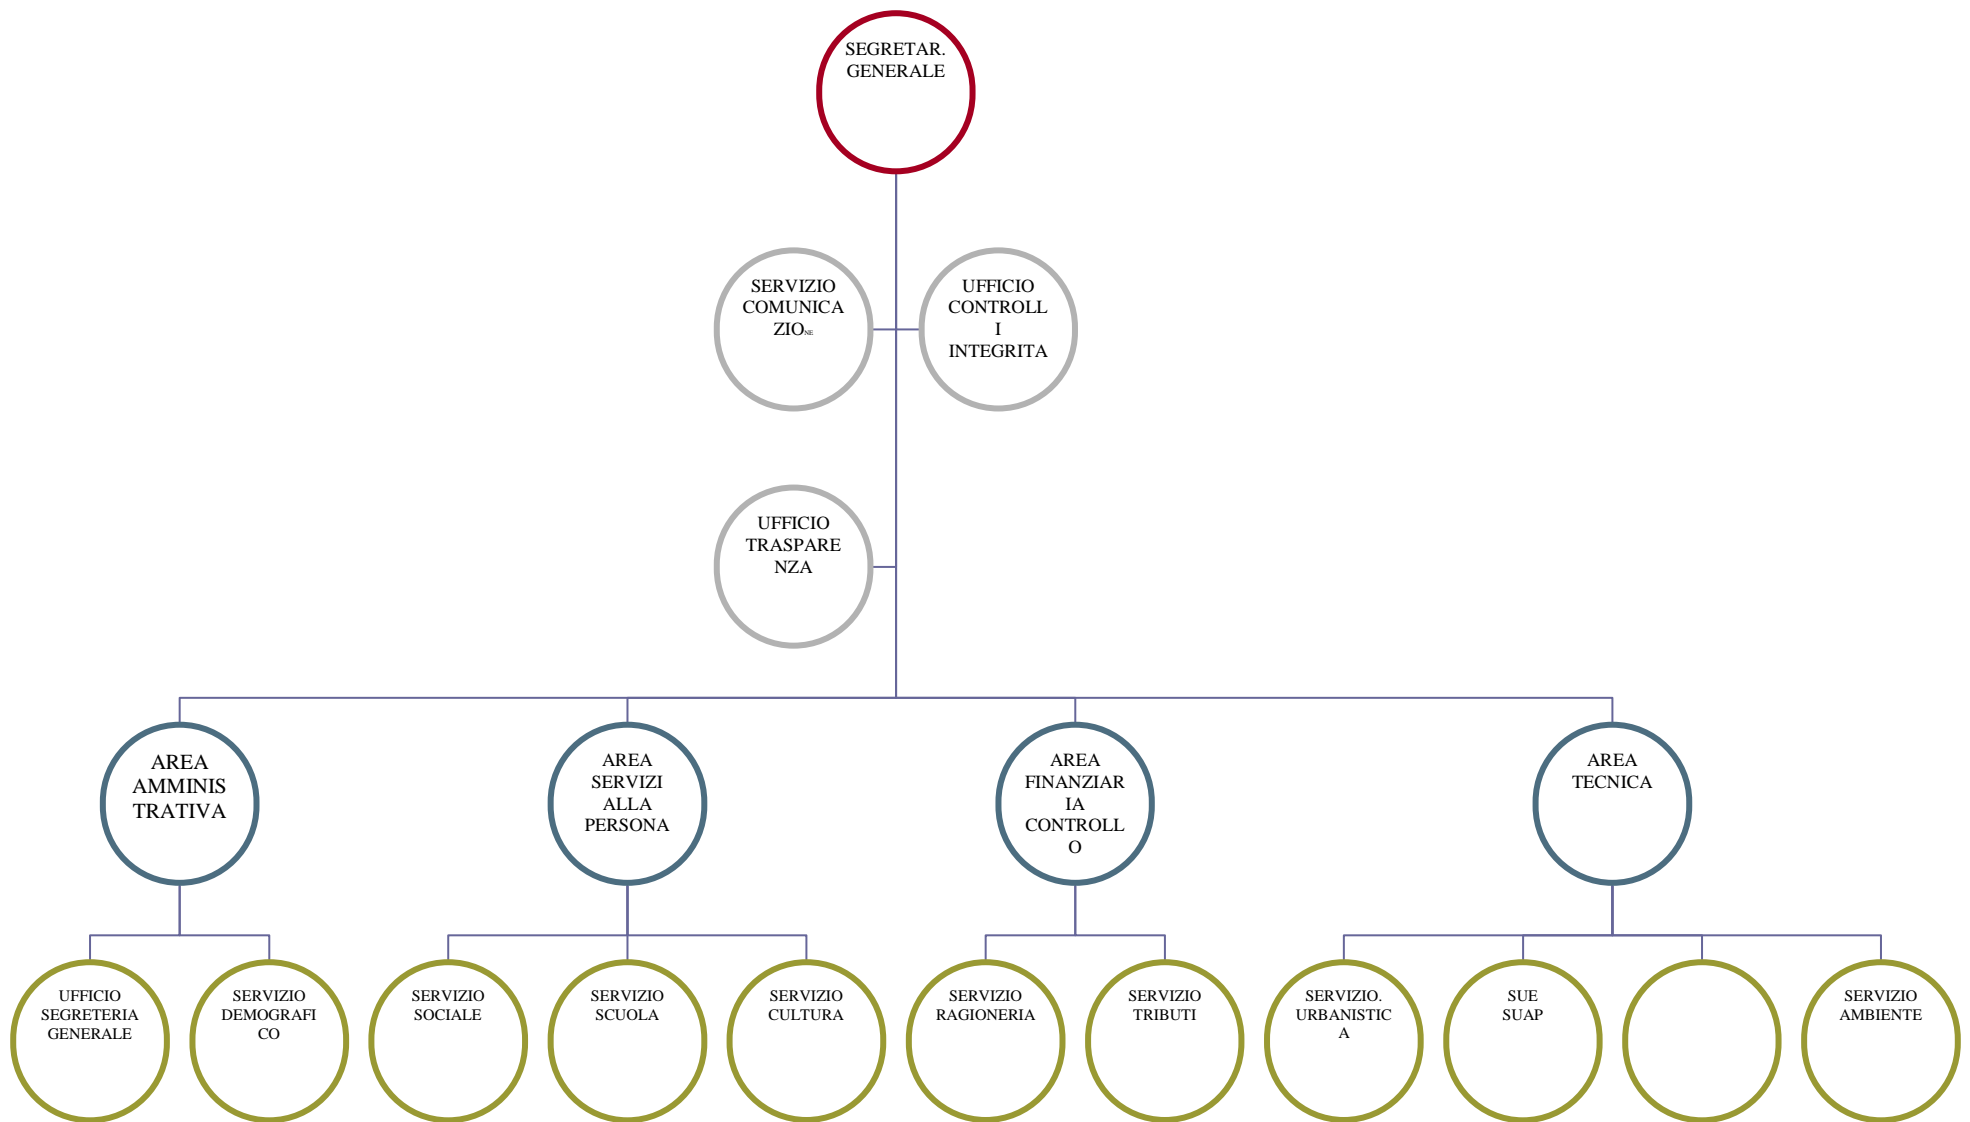 SEGRETAR.
GENERALE
SERVIZIO
COMUNICA
ZIONE
UFFICIO
CONTROLL
I
INTEGRITA
UFFICIO
TRASPARE
NZA
AREA
AMMINIS
TRATIVA
AREA
SERVIZI
ALLA
PERSONA
AREA
FINANZIAR
IA
CONTROLL
O
AREA
TECNICA
UFFICIO
SEGRETERIA
GENERALE
SERVIZIO
DEMOGRAFI
CO
SERVIZIO
SOCIALE
SERVIZIO
SCUOLA
SERVIZIO
CULTURA
SERVIZIO
RAGIONERIA
SERVIZIO
TRIBUTI
SERVIZIO.
URBANISTIC
A
SUE
SUAP
SERVIZIO
AMBIENTE